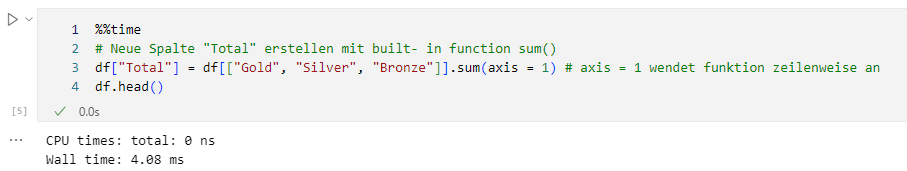 1 %%time
2 # Neue Spalte "Total" erstellen mit built- in function sum()
3 df["Total"] = df[["Gold", "Silver", "Bronze"]].sum(axis = 1) # axis = 1 wendet funktion zeilenweise an
4 df.head()
[5] ✓ 0.0s
... CPU times: total: 0 ns
Wall time: 4.08 ms